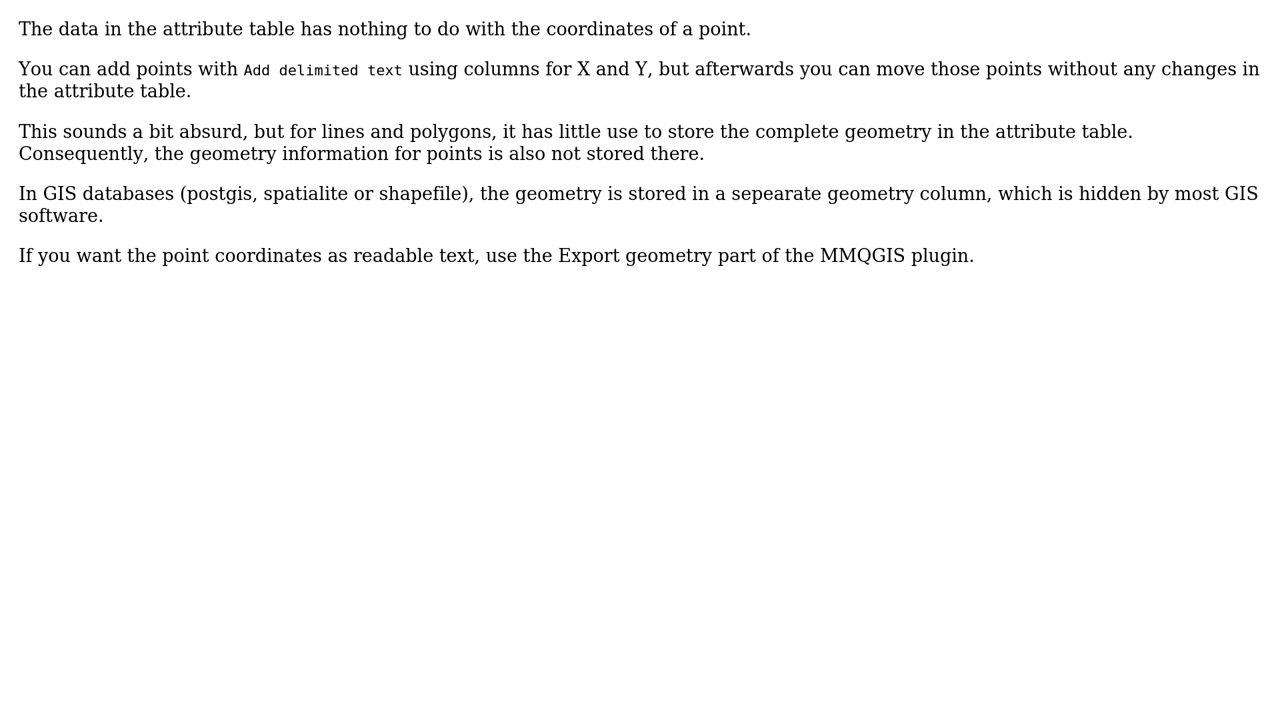 The data in the attribute table has nothing to do with the coordinates of a point.
You can add points with Add delimited text using columns for X and Y, but afterwards you can move those points without any changes in
the attribute table.
This sounds a bit absurd, but for lines and polygons, it has little use to store the complete geometry in the attribute table.
Consequently, the geometry information for points is also not stored there.
In GIS databases (postgis, spatialite or shapefile), the geometry is stored in a sepearate geometry column, which is hidden by most GIS
software.
If you want the point coordinates as readable text, use the Export geometry part of the MMQGIS plugin.